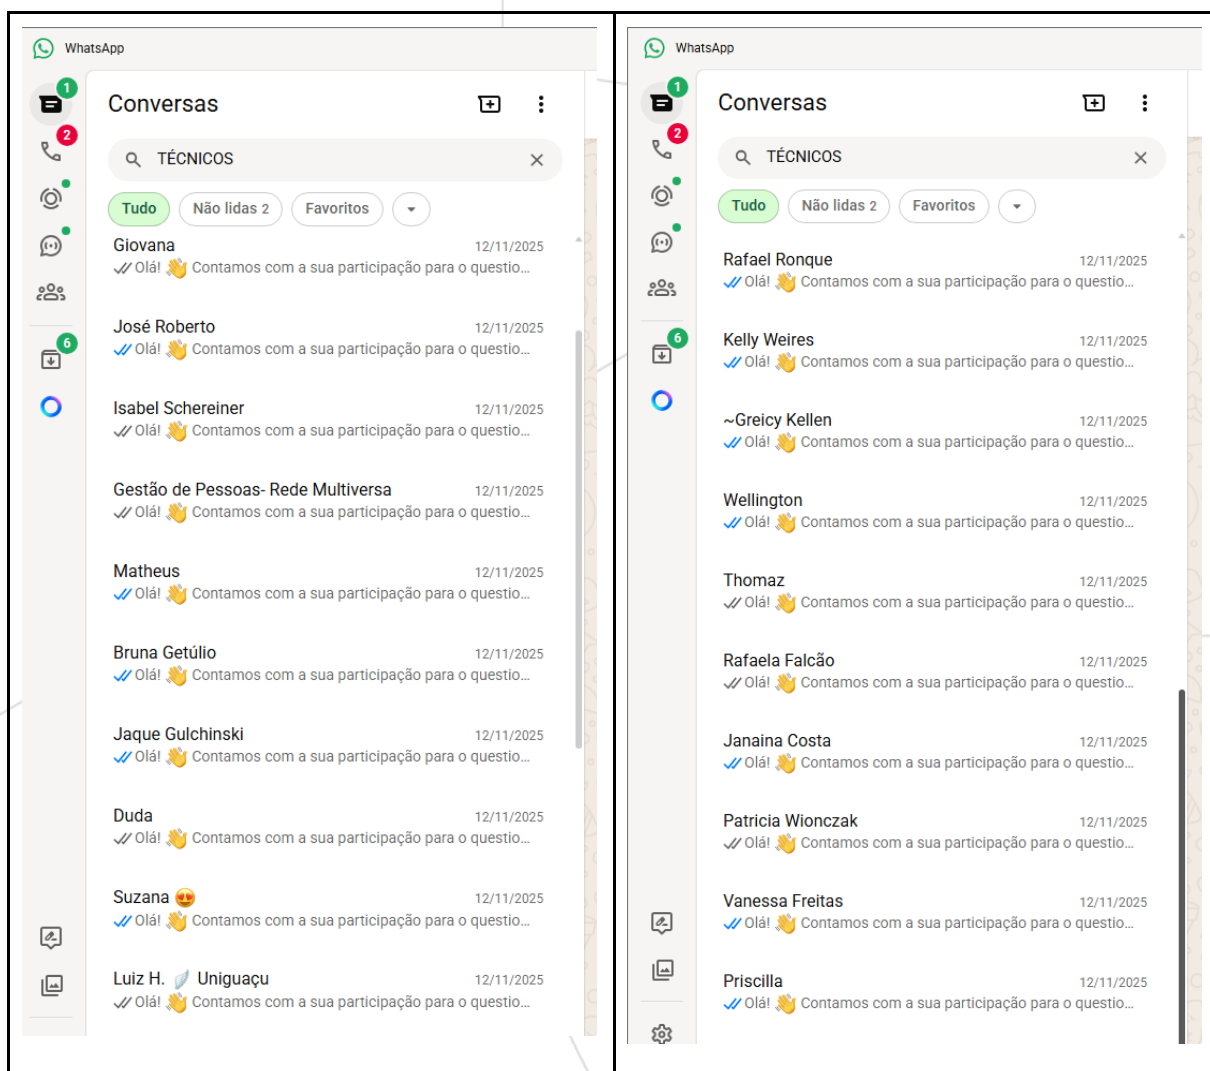 WhatsApp
1
Conversas
2
TÉCNICOS
Tudo
Não lidas 2
Favoritos
Giovana 12/11/2025
Olá! 👋 Contamos com a sua participação para o questio...
José Roberto 12/11/2025
Olá! 👋 Contamos com a sua participação para o questio...
6
Isabel Schereiner 12/11/2025
Olá! 👋 Contamos com a sua participação para o questio...
Gestão de Pessoas- Rede Multiversa 12/11/2025
Olá! 👋 Contamos com a sua participação para o questio...
Matheus 12/11/2025
Olá! 👋 Contamos com a sua participação para o questio...
Bruna Getúlio 12/11/2025
Olá! 👋 Contamos com a sua participação para o questio...
Jaque Gulchinski 12/11/2025
Olá! 👋 Contamos com a sua participação para o questio...
Duda 12/11/2025
Olá! 👋 Contamos com a sua participação para o questio...
Suzana 😍 12/11/2025
Olá! 👋 Contamos com a sua participação para o questio...
Luiz H. 🪶 Uniguaçu 12/11/2025
Olá! 👋 Contamos com a sua participação para o questio...
WhatsApp
1
Conversas
2
TÉCNICOS
Tudo
Não lidas 2
Favoritos
Rafael Ronque 12/11/2025
Olá! 👋 Contamos com a sua participação para o questio...
6
Kelly Weires 12/11/2025
Olá! 👋 Contamos com a sua participação para o questio...
~Greicy Kellen 12/11/2025
Olá! 👋 Contamos com a sua participação para o questio...
Wellington 12/11/2025
Olá! 👋 Contamos com a sua participação para o questio...
Thomaz 12/11/2025
Olá! 👋 Contamos com a sua participação para o questio...
Rafaela Falcão 12/11/2025
Olá! 👋 Contamos com a sua participação para o questio...
Janaina Costa 12/11/2025
Olá! 👋 Contamos com a sua participação para o questio...
Patricia Wionczak 12/11/2025
Olá! 👋 Contamos com a sua participação para o questio...
Vanessa Freitas 12/11/2025
Olá! 👋 Contamos com a sua participação para o questio...
Priscilla 12/11/2025
Olá! 👋 Contamos com a sua participação para o questio...